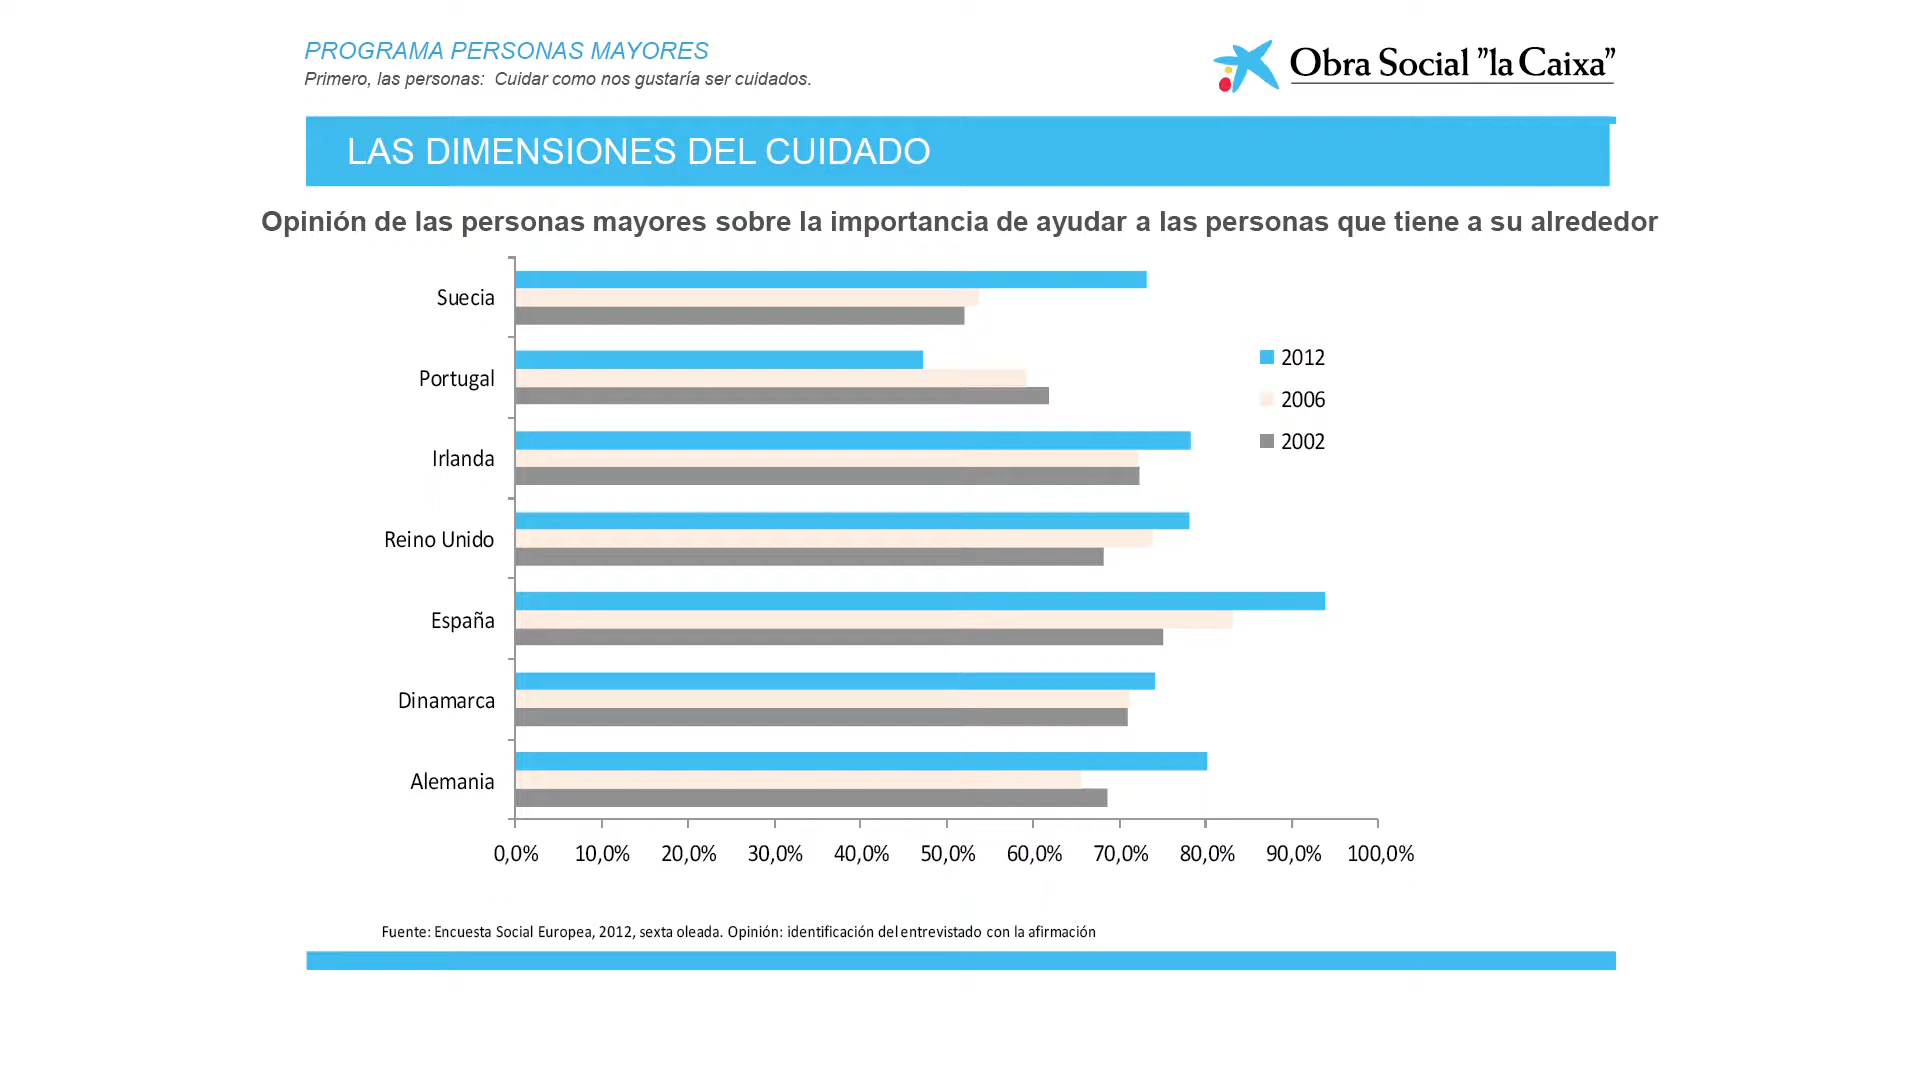 PROGRAMA PERSONAS MAYORES
Primero, las personas: Cuidar como nos gustaría ser cuidados.
Obra Social "la Caixa"
LAS DIMENSIONES DEL CUIDADO
Opinión de las personas mayores sobre la importancia de ayudar a las personas que tiene a su alrededor
Suecia
Portugal
Irlanda
Reino Unido
España
Dinamarca
Alemania
2012
2006
2002
0,0% 10,0% 20,0% 30,0% 40,0% 50,0% 60,0% 70,0% 80,0% 90,0% 100,0%
Fuente: Encuesta Social Europea, 2012, sexta oleada. Opinión: identificación del entrevistado con la afirmación